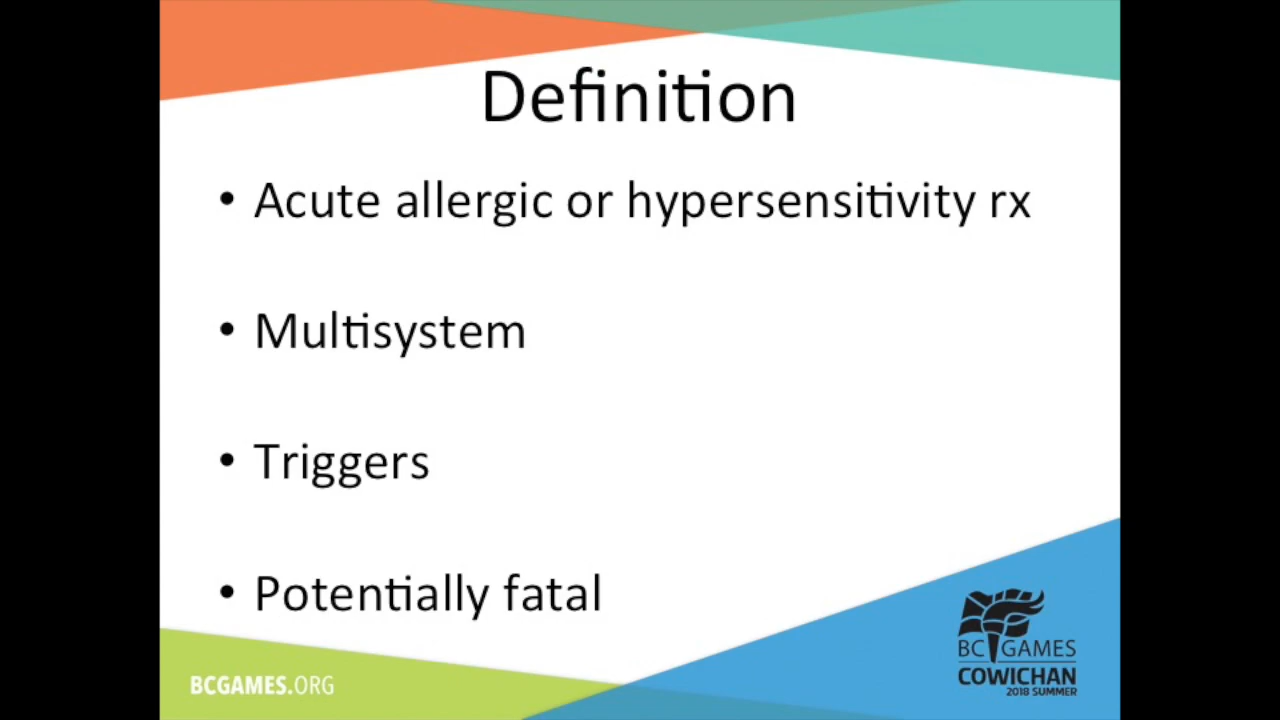 Definition
• Acute allergic or hypersensitivity rx
• Multisystem
• Triggers
• Potentially fatal
BCGAMES.ORG
BC GAMES
COWICHAN
2018 SUMMER